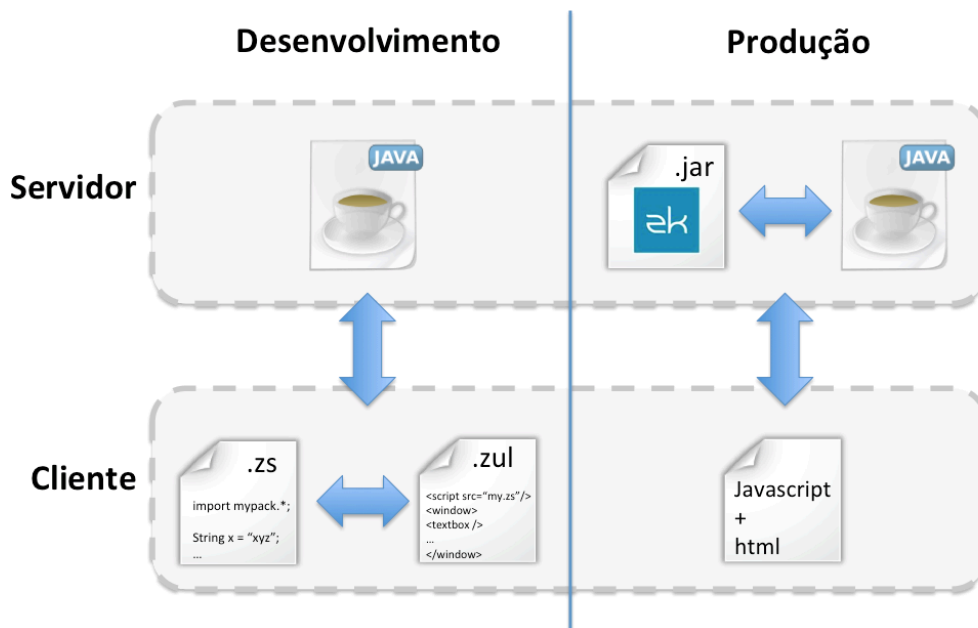 Desenvolvimento
Produção
Servidor
JAVA
.jar
zk
JAVA
Cliente
.zs
import mypack.*;
String x = “xyz”;
...
.zul
<script src=“my.zs”/>
<window>
<textbox />
...
</window>
Javascript
+
html